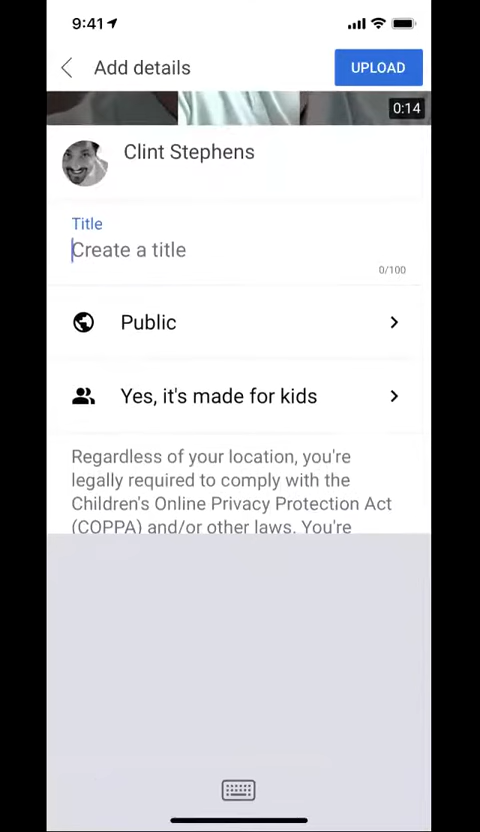 9:41
Add details
UPLOAD
0:14
Clint Stephens
Title
Create a title
0/100
Public
Yes, it's made for kids
Regardless of your location, you're
legally required to comply with the
Children's Online Privacy Protection Act
(COPPA) and/or other laws. You're